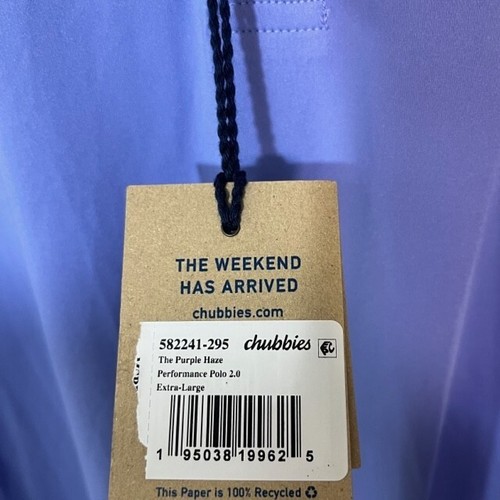 THE WEEKEND
HAS ARRIVED
chubbies.com
582241-295 chubbies
The Purple Haze
Performance Polo 2.0
Extra-Large
1 95038 19962 5
This Paper is 100% Recycled